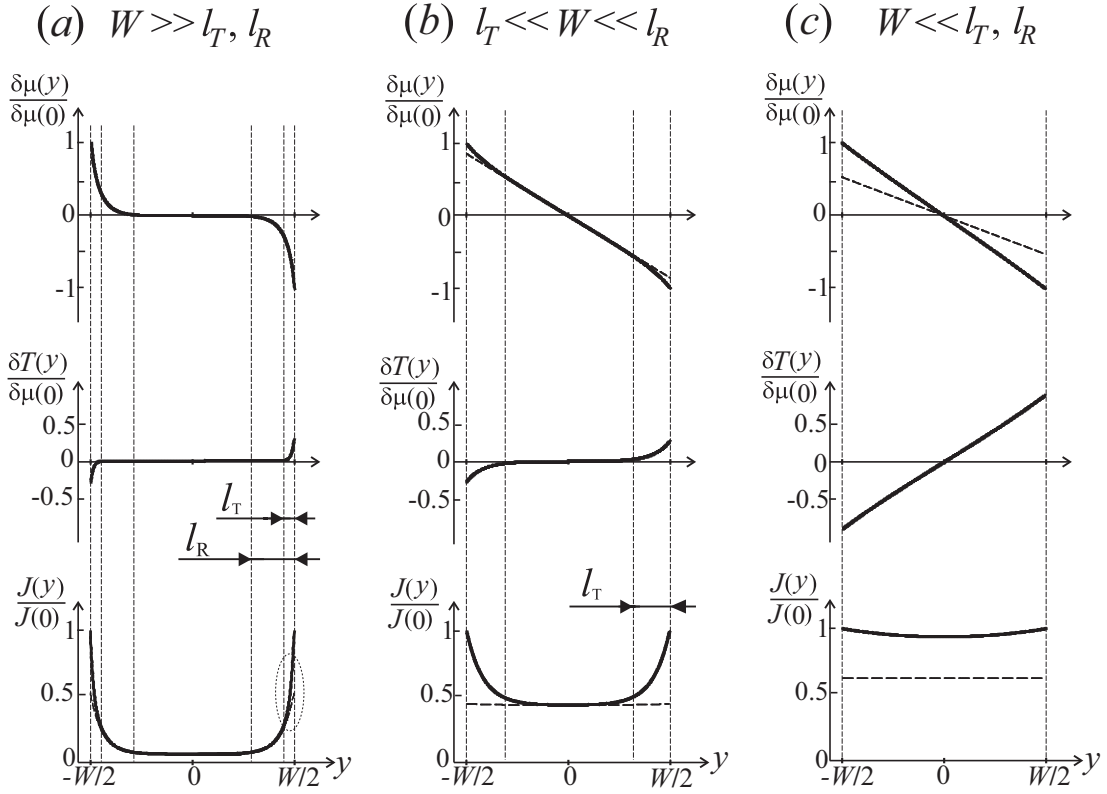 (a) W >> l_T, l_R
(b) l_T << W << l_R
(c) W << l_T, l_R
δμ(y)
δμ(0)
1
0
-1
δμ(y)
δμ(0)
1
0
-1
δμ(y)
δμ(0)
1
0
-1
δT(y)
δμ(0)
0.5
0
-0.5
δT(y)
δμ(0)
0.5
0
-0.5
δT(y)
δμ(0)
0.5
0
-0.5
l_T
l_R
l_T
J(y)
J(0)
1
0.5
0
-W/2 0 W/2 y
J(y)
J(0)
1
0.5
0
-W/2 0 W/2 y
J(y)
J(0)
1
0.5
0
-W/2 0 W/2 y